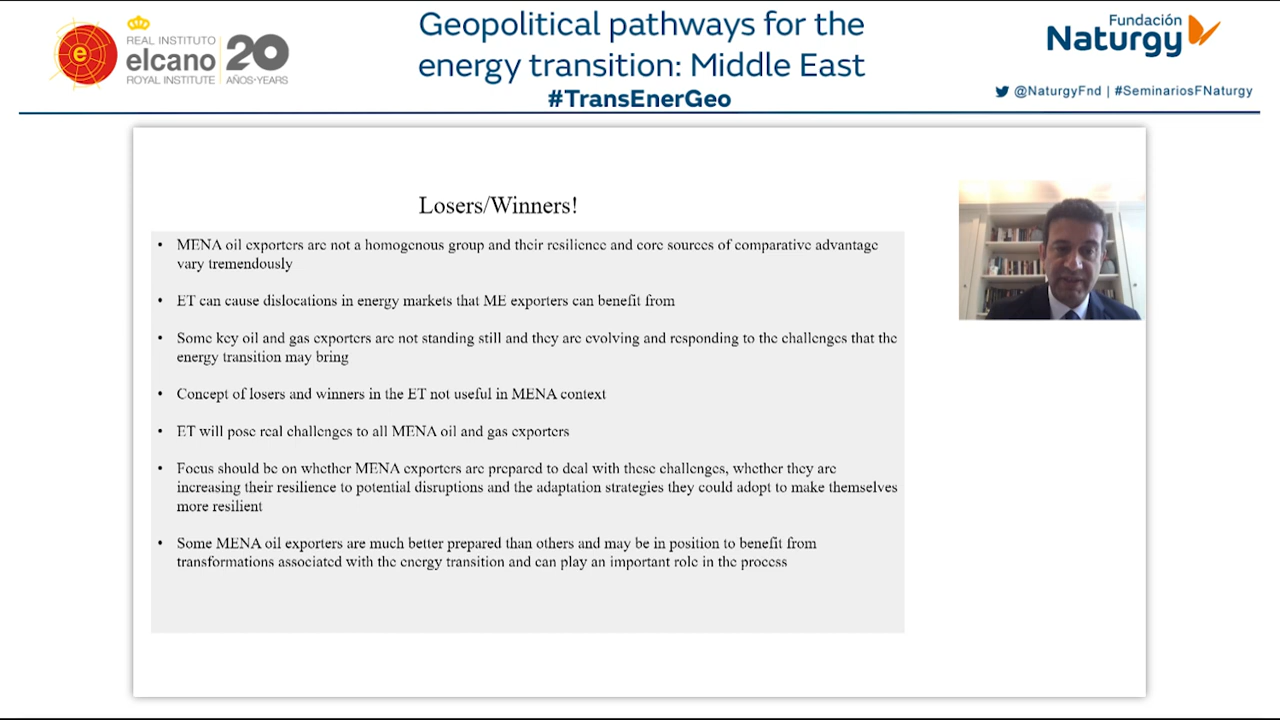 REAL INSTITUTO
elcano
ROYAL INSTITUTE
20
AÑOS-YEARS
e
Geopolitical pathways for the
energy transition: Middle East
#TransEnerGeo
Fundación
Naturgy
@NaturgyFnd | #SeminariosFNaturgy
Losers/Winners!
• MENA oil exporters are not a homogenous group and their resilience and core sources of comparative advantage
vary tremendously
• ET can cause dislocations in energy markets that ME exporters can benefit from
• Some key oil and gas exporters are not standing still and they are evolving and responding to the challenges that the
energy transition may bring
• Concept of losers and winners in the ET not useful in MENA context
• ET will pose real challenges to all MENA oil and gas exporters
• Focus should be on whether MENA exporters are prepared to deal with these challenges, whether they are
increasing their resilience to potential disruptions and the adaptation strategies they could adopt to make themselves
more resilient
• Some MENA oil exporters are much better prepared than others and may be in position to benefit from
transformations associated with the energy transition and can play an important role in the process